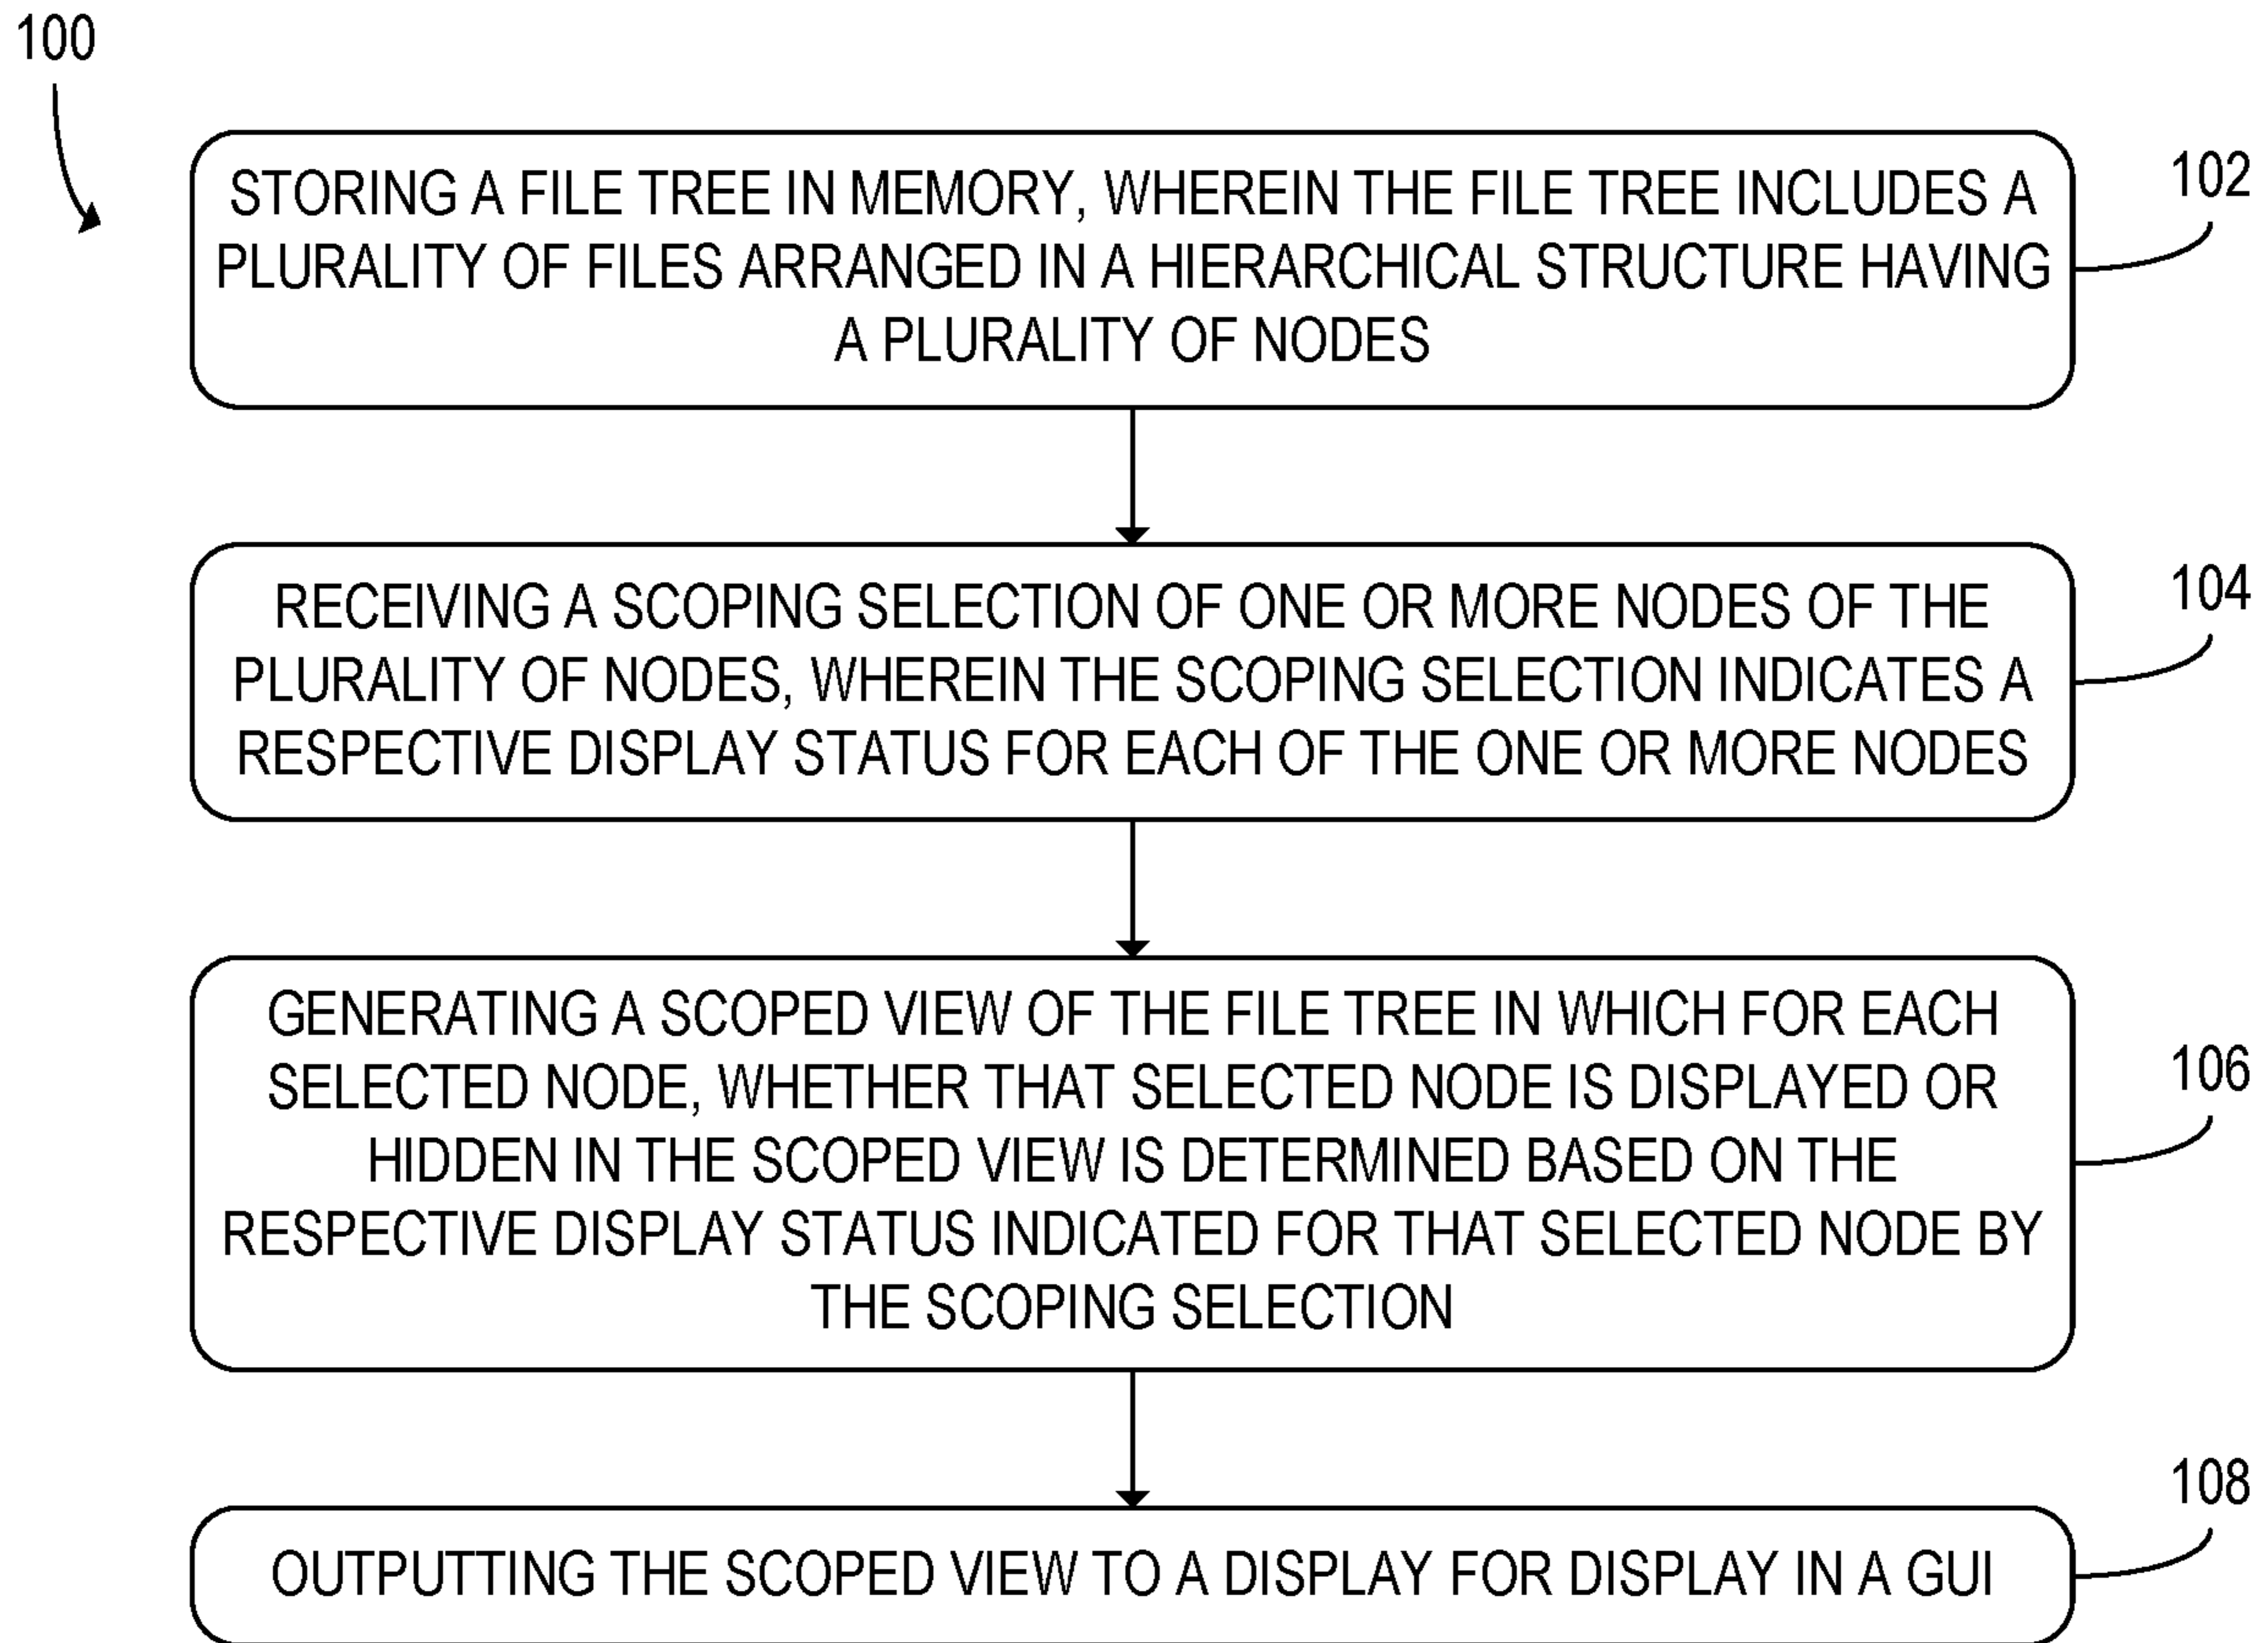 100
STORING A FILE TREE IN MEMORY, WHEREIN THE FILE TREE INCLUDES A
PLURALITY OF FILES ARRANGED IN A HIERARCHICAL STRUCTURE HAVING
A PLURALITY OF NODES
102
RECEIVING A SCOPING SELECTION OF ONE OR MORE NODES OF THE
PLURALITY OF NODES, WHEREIN THE SCOPING SELECTION INDICATES A
RESPECTIVE DISPLAY STATUS FOR EACH OF THE ONE OR MORE NODES
104
GENERATING A SCOPED VIEW OF THE FILE TREE IN WHICH FOR EACH
SELECTED NODE, WHETHER THAT SELECTED NODE IS DISPLAYED OR
HIDDEN IN THE SCOPED VIEW IS DETERMINED BASED ON THE
RESPECTIVE DISPLAY STATUS INDICATED FOR THAT SELECTED NODE BY
THE SCOPING SELECTION
106
OUTPUTTING THE SCOPED VIEW TO A DISPLAY FOR DISPLAY IN A GUI
108